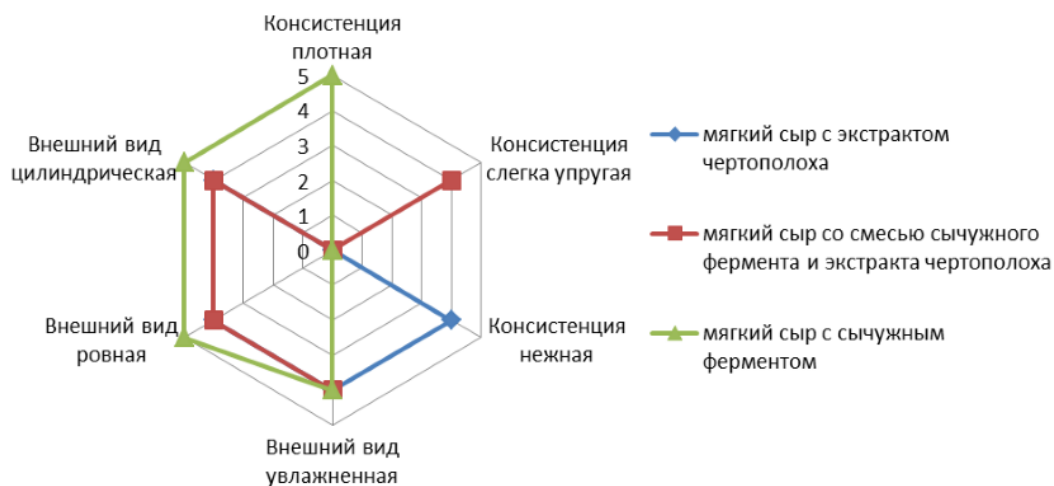 Консистенция
плотная
5
4
3
2
1
0
Консистенция
слегка упругая
Консистенция
нежная
Внешний вид
увлажненная
Внешний вид
ровная
Внешний вид
цилиндрическая
мягкий сыр с экстрактом
чертополоха
мягкий сыр со смесью сычужного
фермента и экстракта чертополоха
мягкий сыр с сычужным
ферментом